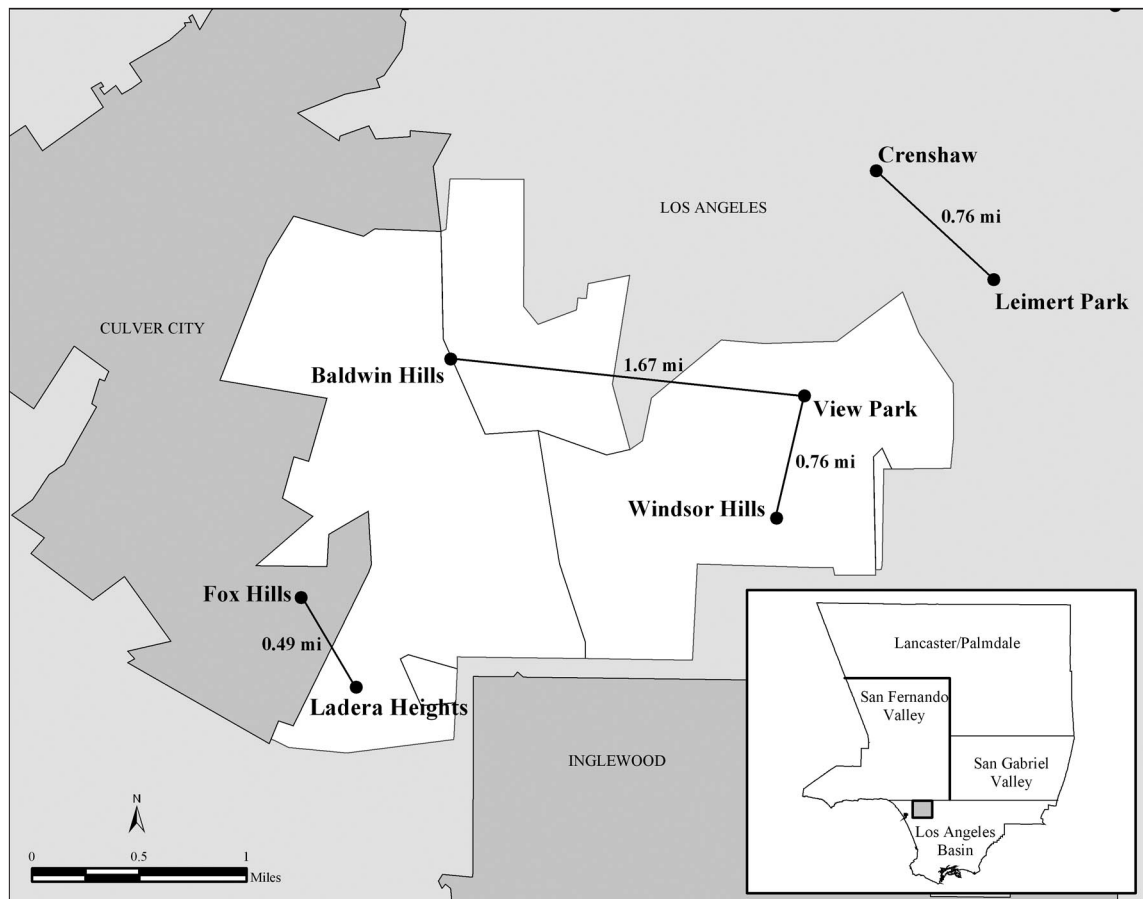 Crenshaw
LOS ANGELES
0.76 mi
Leimert Park
CULVER CITY
Baldwin Hills
1.67 mi
View Park
0.76 mi
Windsor Hills
Fox Hills
0.49 mi
Ladera Heights
INGLEWOOD
N
0 0.5 1
Miles
Lancaster/Palmdale
San Fernando
Valley
San Gabriel
Valley
Los Angeles
Basin